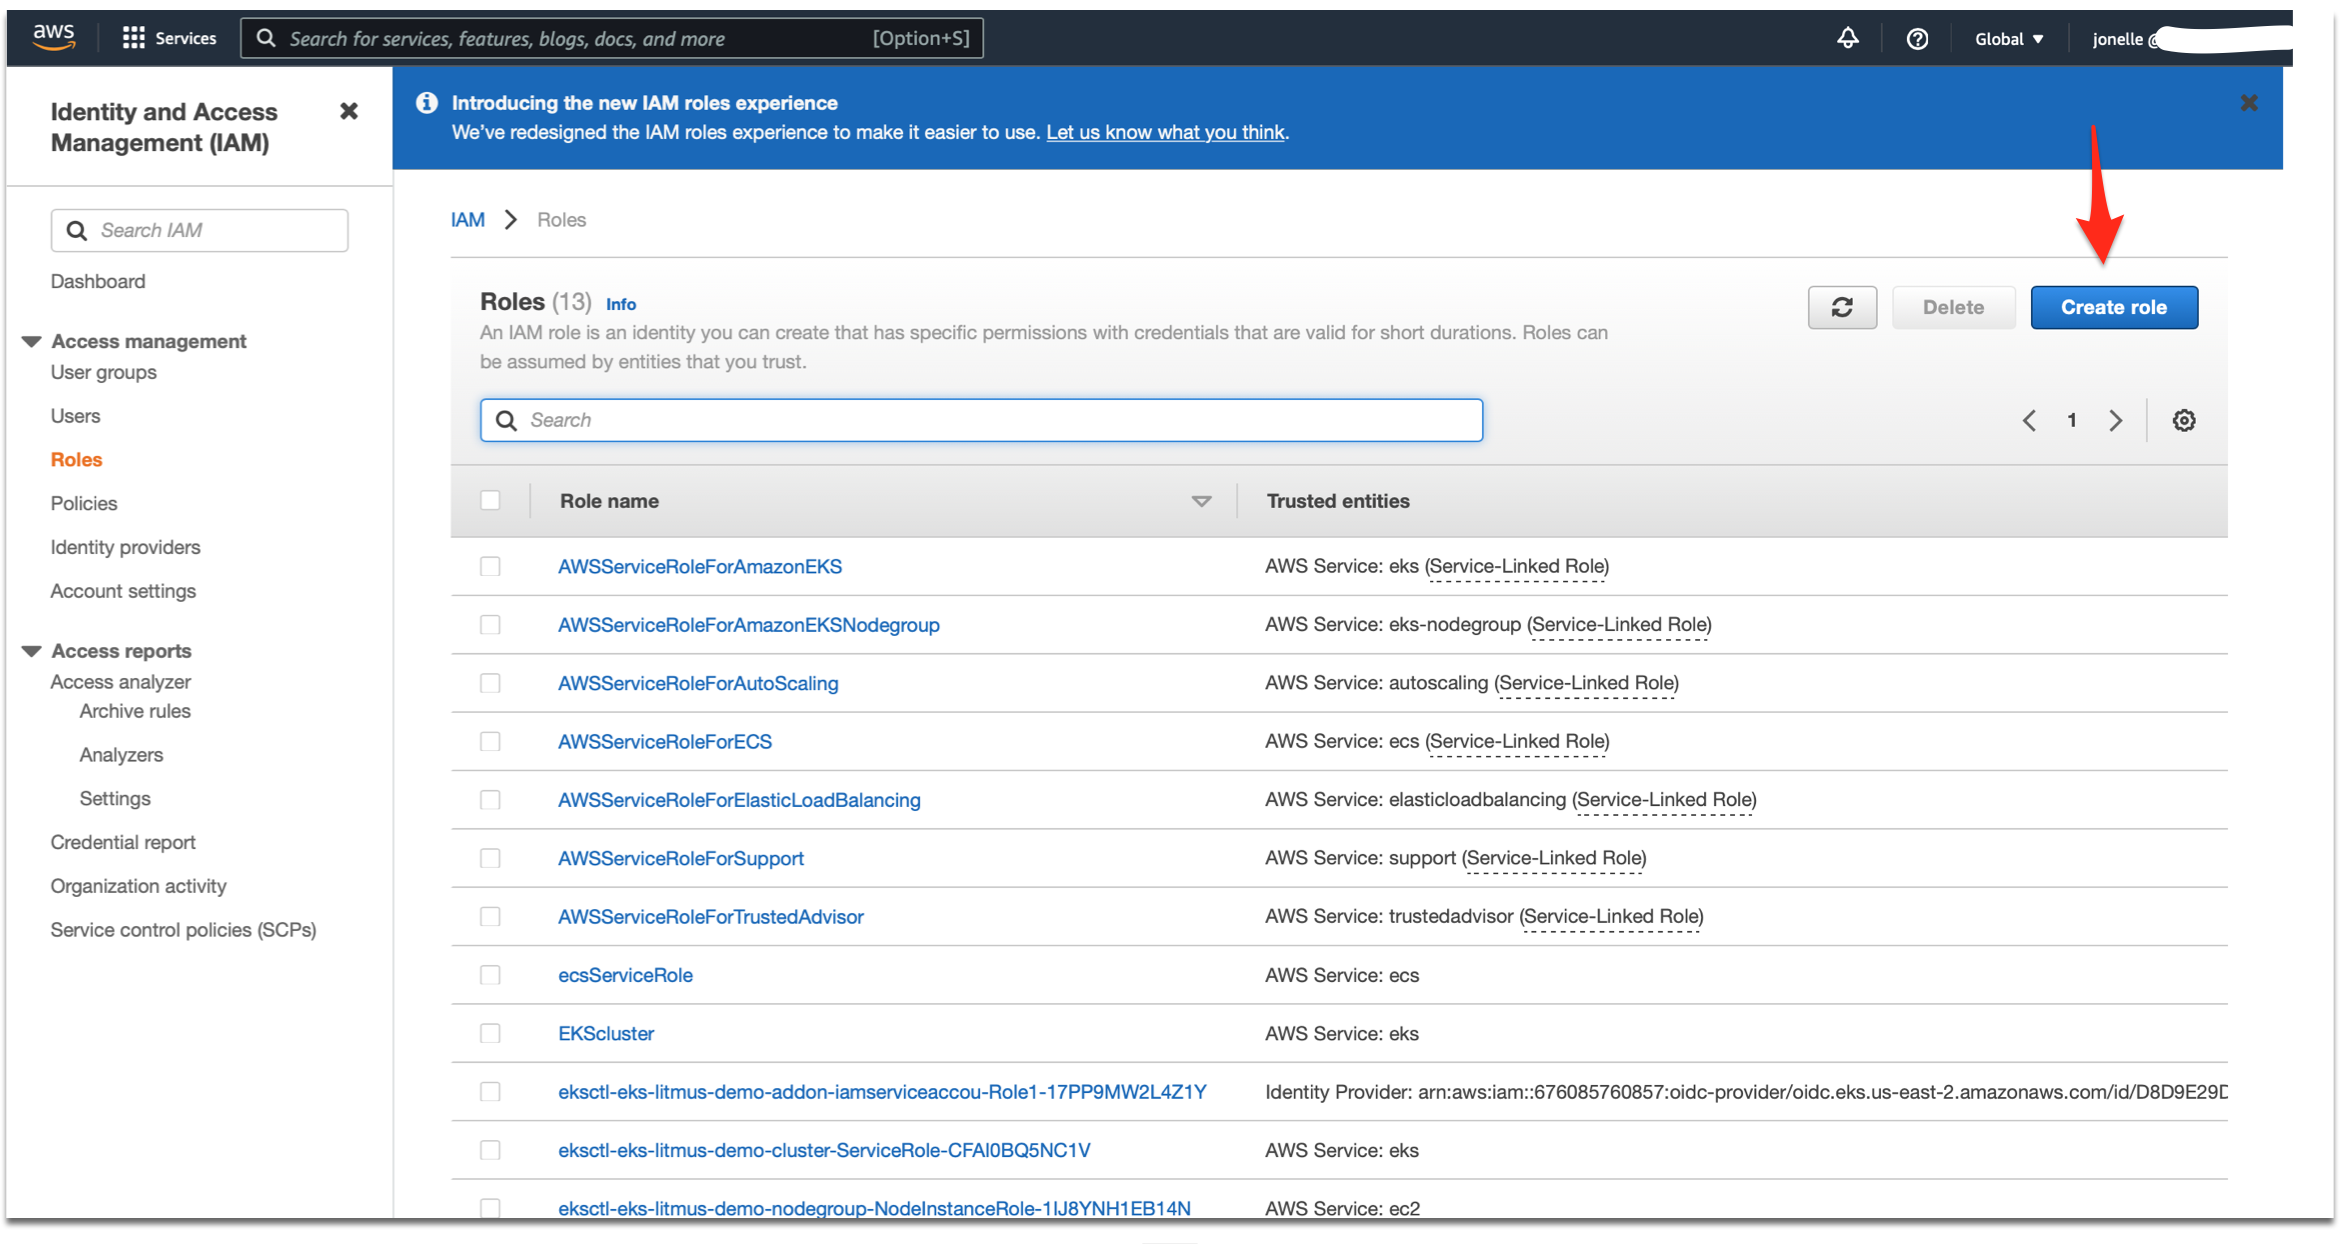 aws
Services
Search for services, features, blogs, docs, and more
[Option+S]
Global
jonelle @
Identity and Access
Management (IAM)
Introducing the new IAM roles experience
We've redesigned the IAM roles experience to make it easier to use. Let us know what you think.
Search IAM
Dashboard
Access management
User groups
Users
Roles
Policies
Identity providers
Account settings
Access reports
Access analyzer
Archive rules
Analyzers
Settings
Credential report
Organization activity
Service control policies (SCPs)
IAM > Roles
Roles (13) Info
An IAM role is an identity you can create that has specific permissions with credentials that are valid for short durations. Roles can
be assumed by entities that you trust.
Delete
Create role
Search
1
Role name Trusted entities
AWSServiceRoleForAmazonEKS AWS Service: eks (Service-Linked Role)
AWSServiceRoleForAmazonEKSNodegroup AWS Service: eks-nodegroup (Service-Linked Role)
AWSServiceRoleForAutoScaling AWS Service: autoscaling (Service-Linked Role)
AWSServiceRoleForECS AWS Service: ecs (Service-Linked Role)
AWSServiceRoleForElasticLoadBalancing AWS Service: elasticloadbalancing (Service-Linked Role)
AWSServiceRoleForSupport AWS Service: support (Service-Linked Role)
AWSServiceRoleForTrustedAdvisor AWS Service: trustedadvisor (Service-Linked Role)
ecsServiceRole AWS Service: ecs
EKScluster AWS Service: eks
eksctl-eks-litmus-demo-addon-iamserviceaccou-Role1-17PP9MW2L4Z1Y Identity Provider: arn:aws:iam::676085760857:oidc-provider/oidc.eks.us-east-2.amazonaws.com/id/D8D9E29D
eksctl-eks-litmus-demo-cluster-ServiceRole-CFAI0BQ5NC1V AWS Service: eks
eksctl-eks-litmus-demo-nodegroup-NodeInstanceRole-1IJ8YNH1EB14N AWS Service: ec2